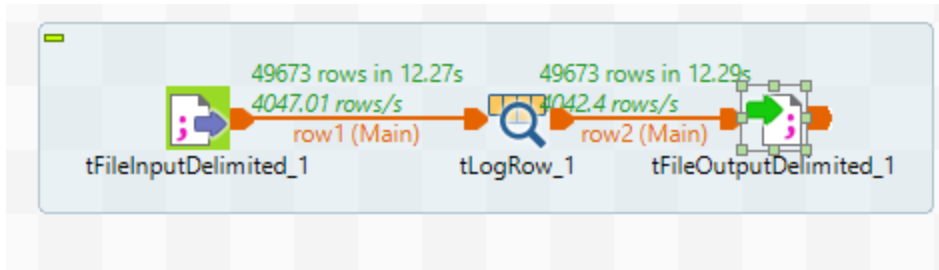 49673 rows in 12.27s
4047.01 rows/s
row1 (Main)
49673 rows in 12.29s
4042.4 rows/s
row2 (Main)
tFileInputDelimited_1
tLogRow_1
tFileOutputDelimited_1